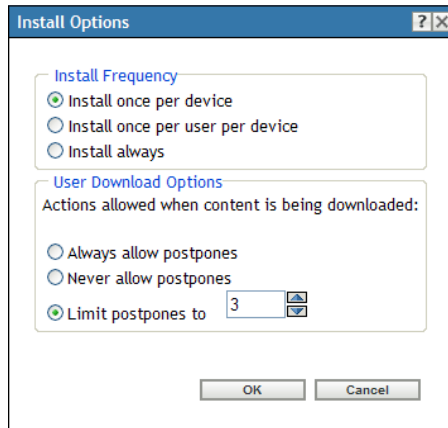 Install Options
? X
Install Frequency
Install once per device
Install once per user per device
Install always
User Download Options
Actions allowed when content is being downloaded:
Always allow postpones
Never allow postpones
Limit postpones to 3
OK Cancel